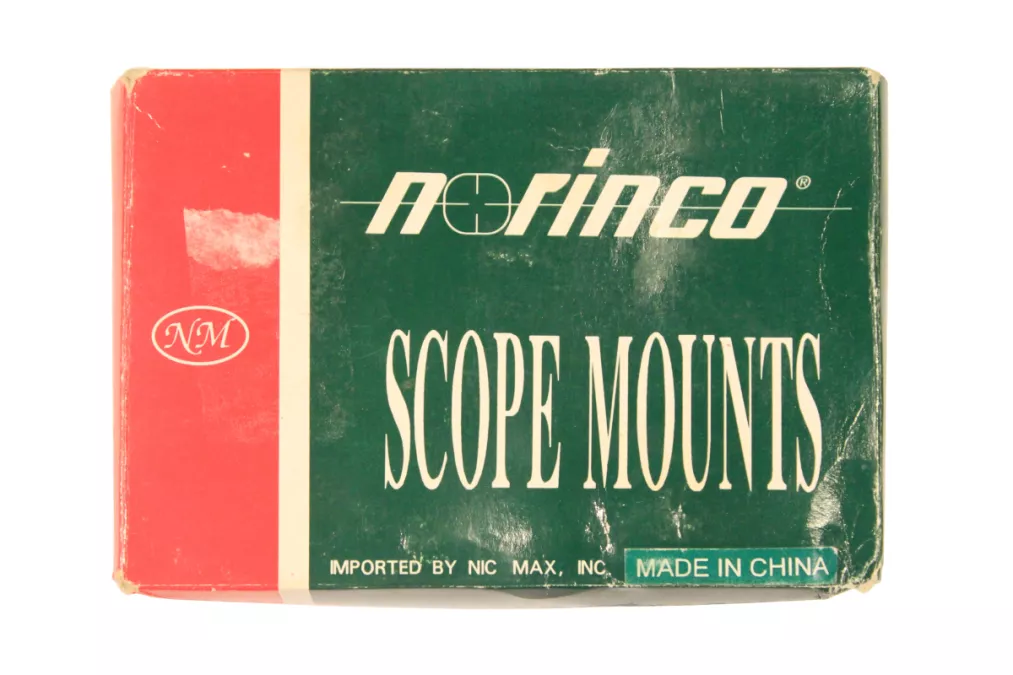 norinco®
NM
SCOPE MOUNTS
IMPORTED BY NIC MAX, INC
MADE IN CHINA